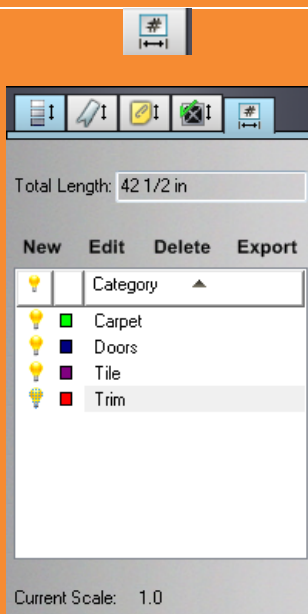 #
#
Total Length: 42 1/2 in
New Edit Delete Export
Category
Carpet
Doors
Tile
Trim
Current Scale: 1.0